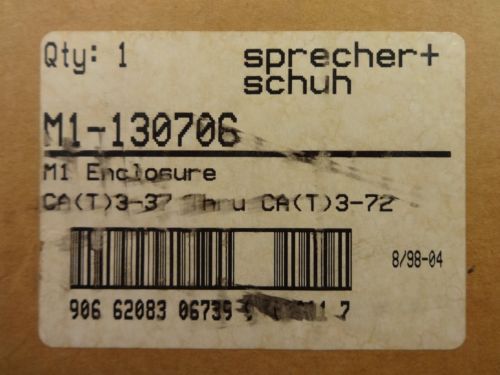 Qty: 1
sprecher+
schuh
M1-130706
M1 Enclosure
CA(T)3-37 Thru CA(T)3-72
8/98-04
906 62083 06739 7